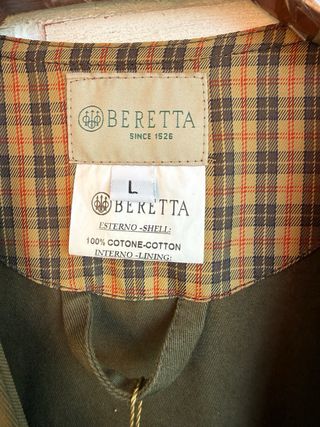 BERETTA
SINCE 1526
L
BERETTA
ESTERNO -SHELL:
100% COTONE-COTTON
INTERNO -LINING: